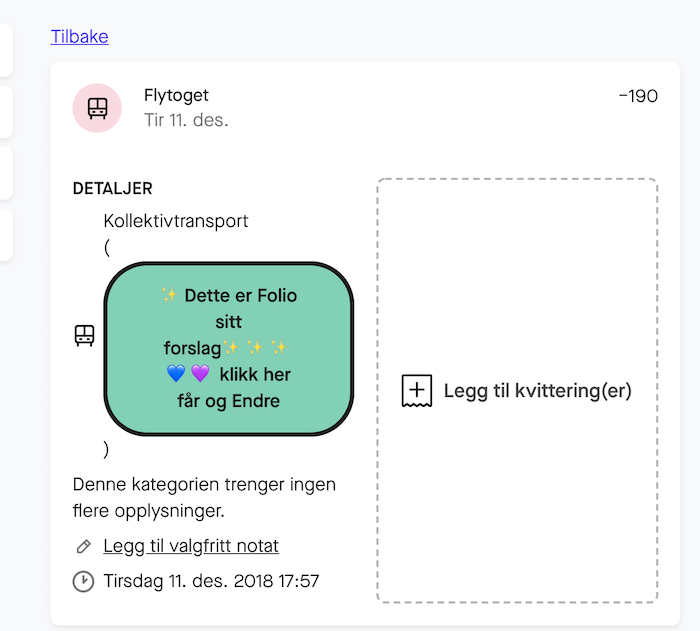 Tilbake
Flytoget
−190
Tir 11. des.
DETALJER
Kollektivtransport
(
✨ Dette er Folio
sitt
forslag✨ ✨ ✨
💙 💜 klikk her
får og Endre
)
Denne kategorien trenger ingen
flere opplysninger.
Legg til valgfritt notat
Tirsdag 11. des. 2018 17:57
Legg til kvittering(er)